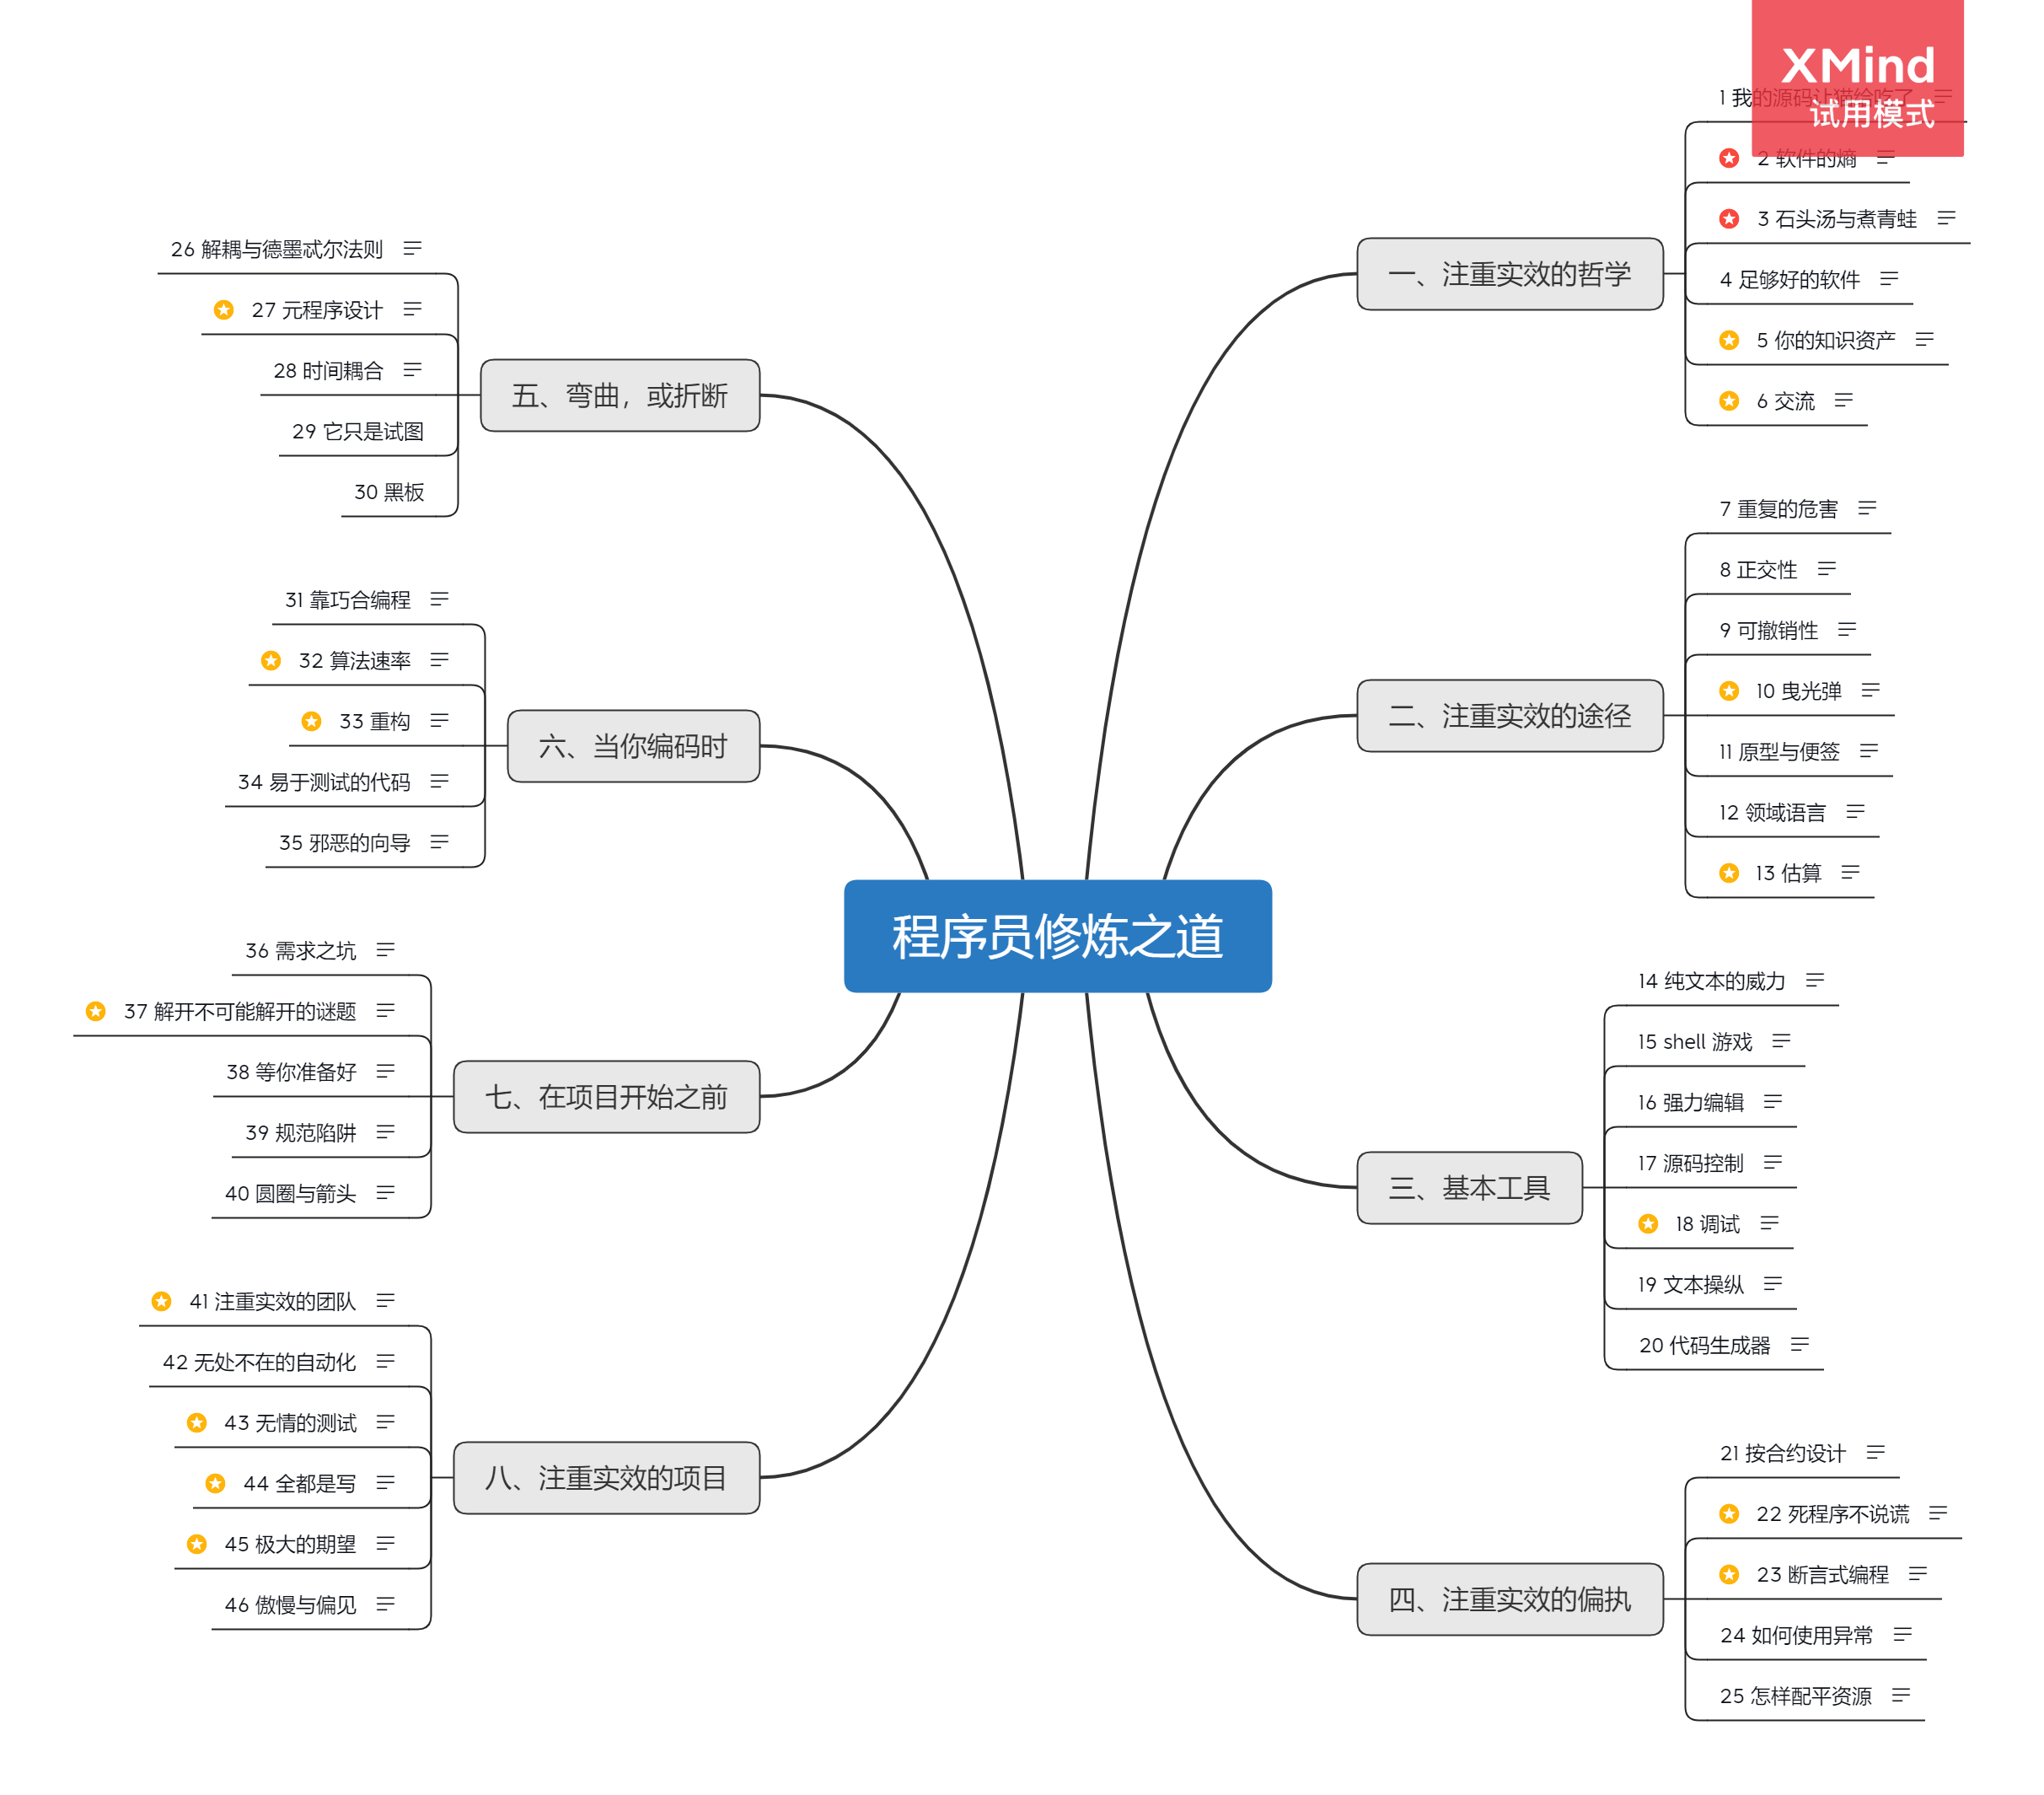 XMind
试用模式
程序员修炼之道
一、注重实效的哲学
1 我的源码让猫给吃了
2 软件的熵
3 石头汤与煮青蛙
4 足够好的软件
5 你的知识资产
6 交流
二、注重实效的途径
7 重复的危害
8 正交性
9 可撤销性
10 曳光弹
11 原型与便签
12 领域语言
13 估算
三、基本工具
14 纯文本的威力
15 shell 游戏
16 强力编辑
17 源码控制
18 调试
19 文本操纵
20 代码生成器
四、注重实效的偏执
21 按合约设计
22 死程序不说谎
23 断言式编程
24 如何使用异常
25 怎样配平资源
五、弯曲，或折断
26 解耦与德墨忒尔法则
27 元程序设计
28 时间耦合
29 它只是试图
30 黑板
六、当你编码时
31 靠巧合编程
32 算法速率
33 重构
34 易于测试的代码
35 邪恶的向导
七、在项目开始之前
36 需求之坑
37 解开不可能解开的谜题
38 等你准备好
39 规范陷阱
40 圆圈与箭头
八、注重实效的项目
41 注重实效的团队
42 无处不在的自动化
43 无情的测试
44 全都是写
45 极大的期望
46 傲慢与偏见